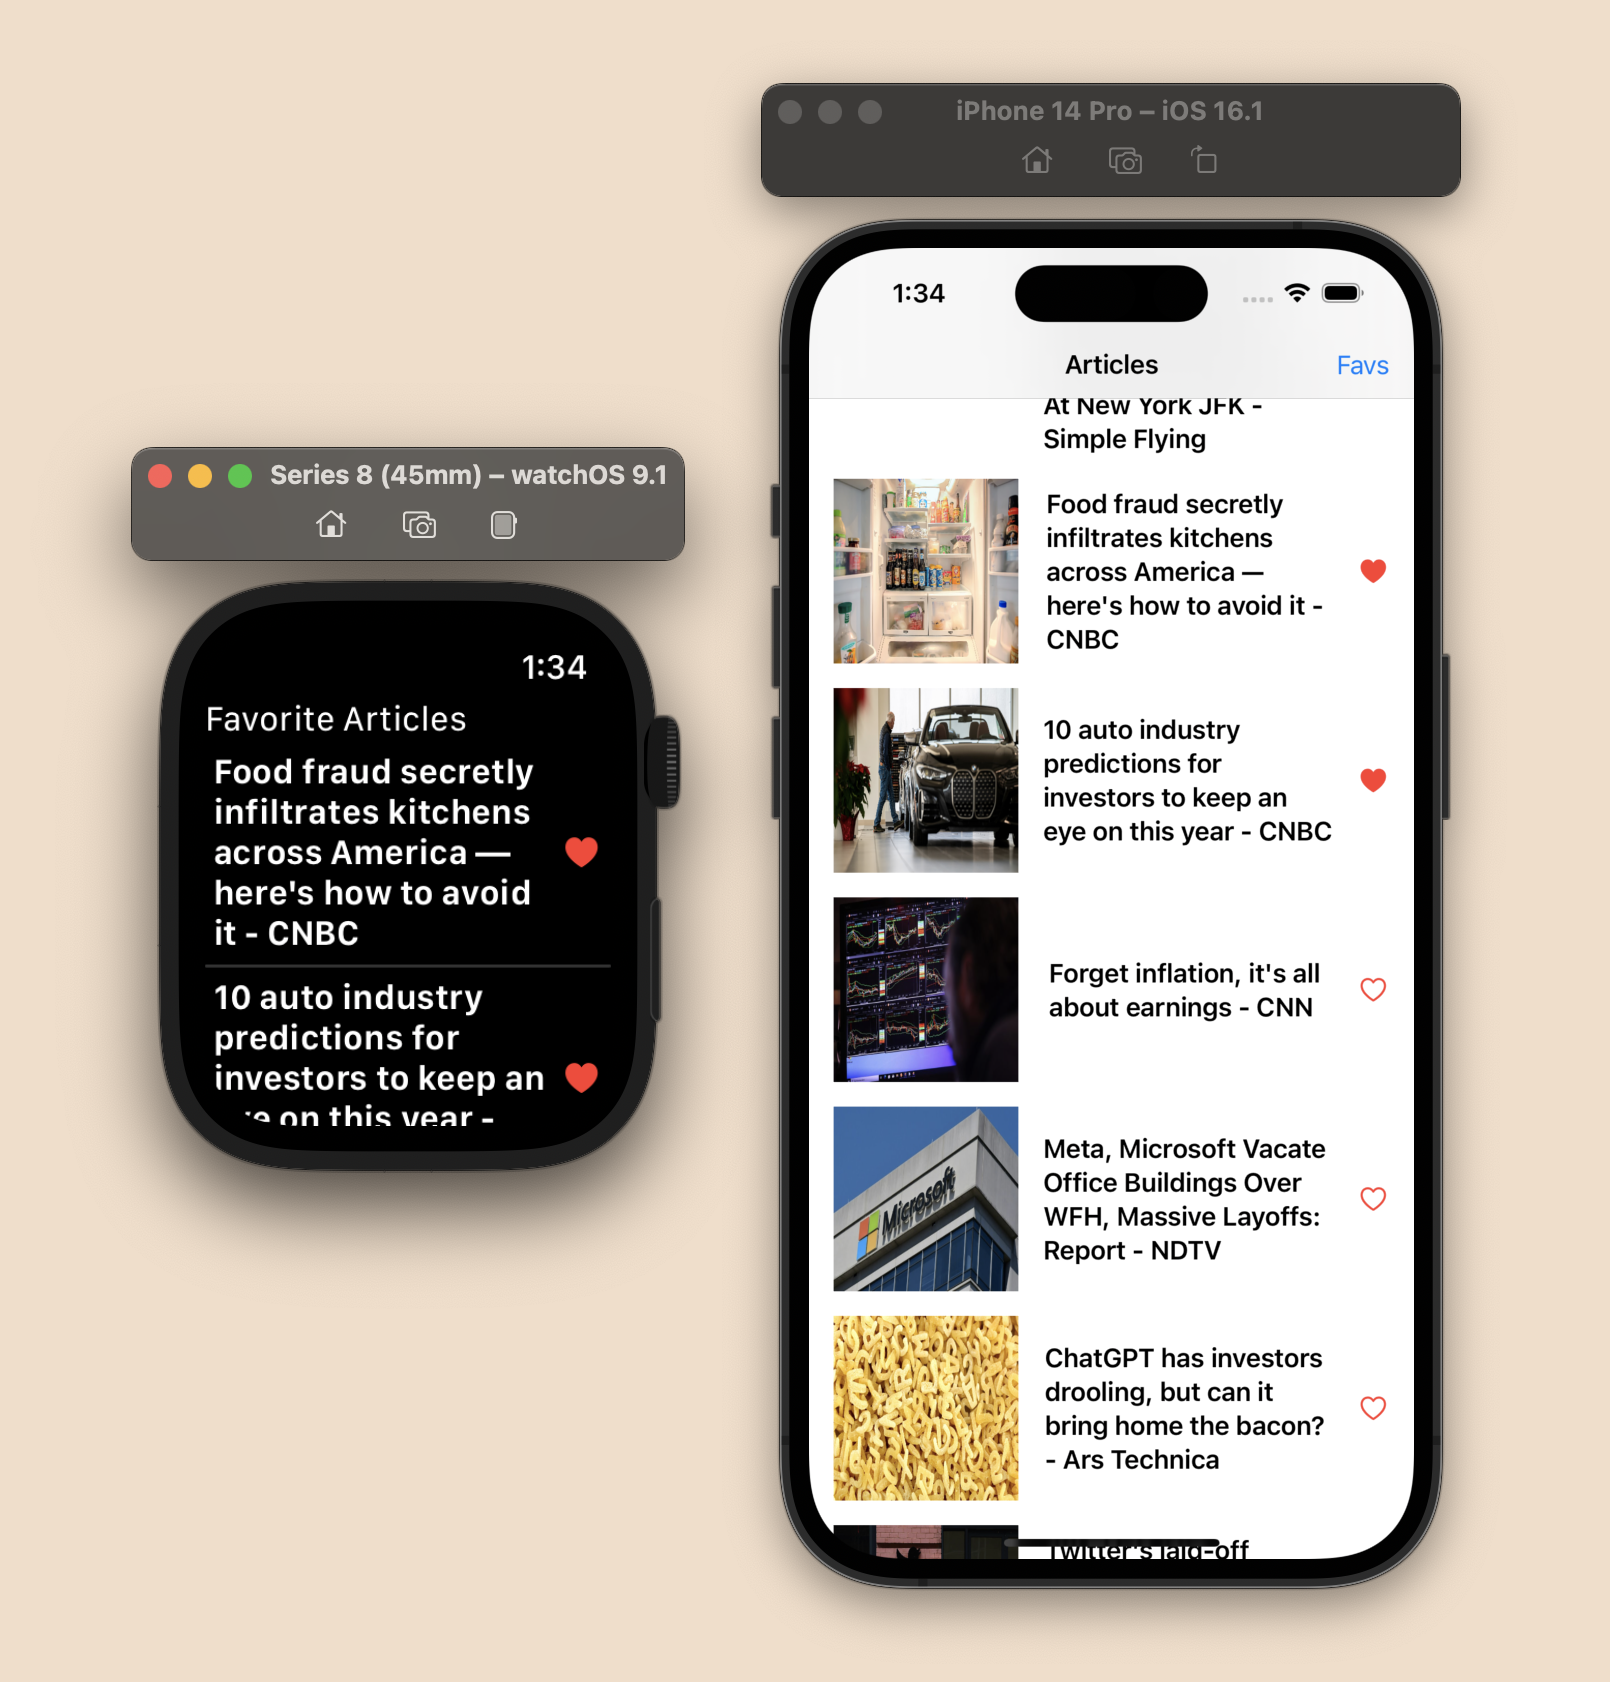 iPhone 14 Pro – iOS 16.1
1:34
Articles
Favs
At New York JFK -
Simple Flying
Food fraud secretly
infiltrates kitchens
across America —
here's how to avoid it -
CNBC
10 auto industry
predictions for
investors to keep an
eye on this year - CNBC
Forget inflation, it's all
about earnings - CNN
Microsoft
Meta, Microsoft Vacate
Office Buildings Over
WFH, Massive Layoffs:
Report - NDTV
ChatGPT has investors
drooling, but can it
bring home the bacon?
- Ars Technica
Twitter's laid-off
Series 8 (45mm) – watchOS 9.1
1:34
Favorite Articles
Food fraud secretly
infiltrates kitchens
across America —
here's how to avoid
it - CNBC
10 auto industry
predictions for
investors to keep an
eye on this year -